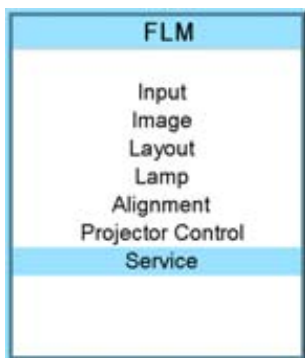 FLM
Input
Image
Layout
Lamp
Alignment
Projector Control
Service